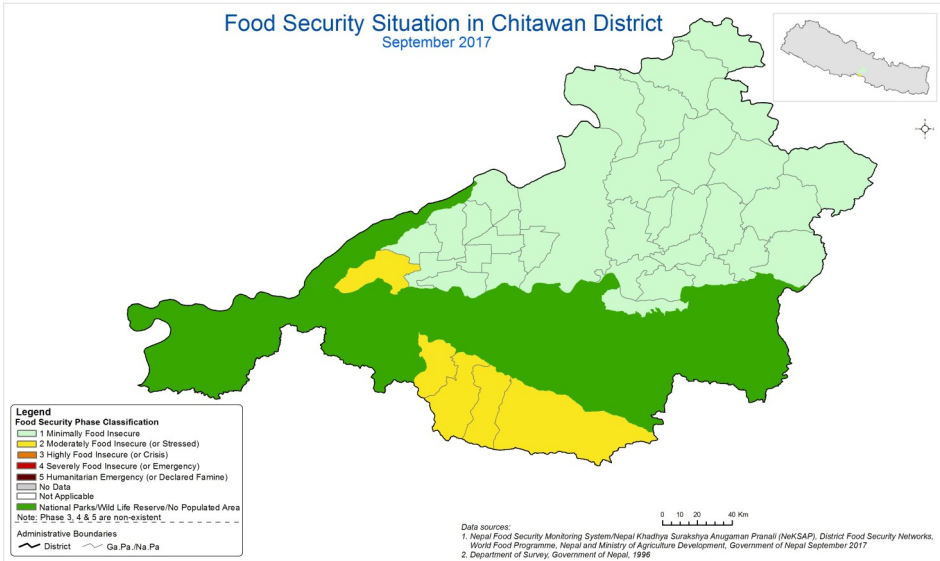 Food Security Situation in Chitawan District
September 2017
Legend
Food Security Phase Classification
1 Minimally Food Insecure
2 Moderately Food Insecure (or Stressed)
3 Highly Food Insecure (or Crisis)
4 Severely Food Insecure (or Emergency)
5 Humanitarian Emergency (or Declared Famine)
No Data
Not Applicable
National Parks/Wild Life Reserve/No Populated Area
Note: Phase 3, 4 & 5 are non-existent
Administrative Boundaries
District Ga.Pa./Na.Pa
0 10 20 40 Km
Data sources:
1. Nepal Food Security Monitoring System/Nepal Khadhya Surakshya Anugaman Pranali (NeKSAP), District Food Security Networks,
World Food Programme, Nepal and Ministry of Agriculture Development, Government of Nepal September 2017
2. Department of Survey, Government of Nepal, 1996